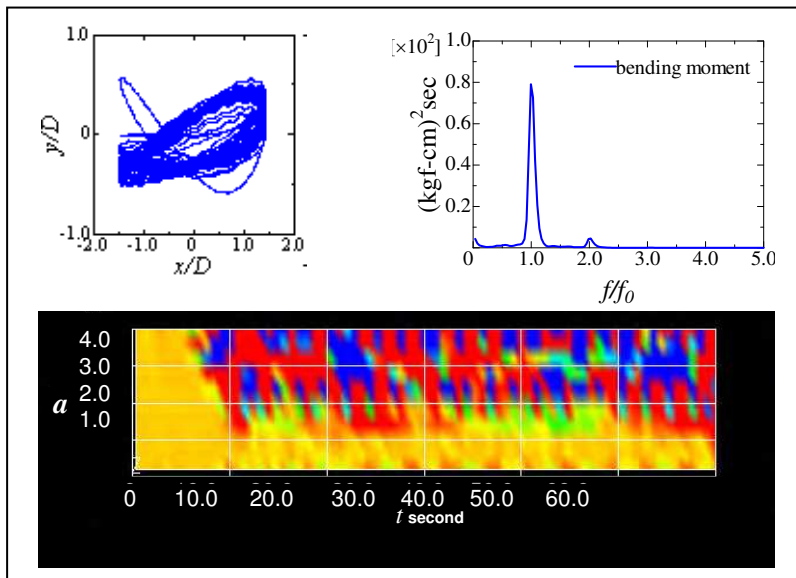 1.0
y/D
0
-1.0
-2.0 -1.0 0 1.0 2.0
x/D
[×10²] 1.0
0.8
0.6
0.4
0.2
(kgf-cm)²sec
bending moment
0 1.0 2.0 3.0 4.0 5.0
f/f₀
4.0
3.0
2.0
1.0
a
0 10.0 20.0 30.0 40.0 50.0 60.0
t second